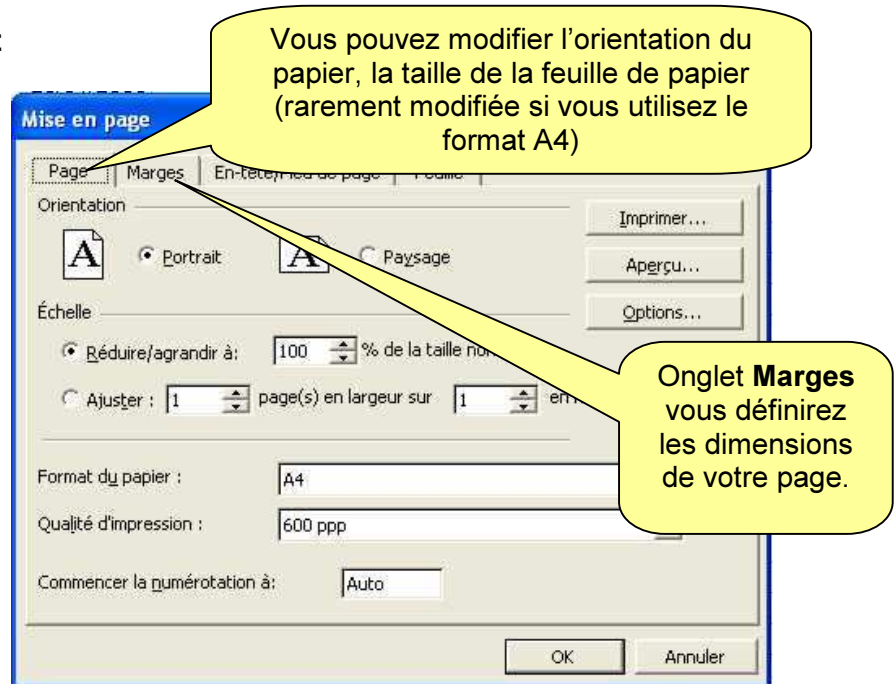 :
Vous pouvez modifier l’orientation du
papier, la taille de la feuille de papier
(rarement modifiée si vous utilisez le
format A4)
Mise en page
Page Marges
Orientation
Portrait Paysage
Imprimer...
Aperçu...
Échelle
Options...
Réduire/agrandir à: 100 % de la taille
Ajuster : 1 page(s) en largeur sur 1 en
Onglet Marges
vous définirez
les dimensions
de votre page.
Format du papier : A4
Qualité d'impression : 600 ppp
Commencer la numérotation à: Auto
OK Annuler